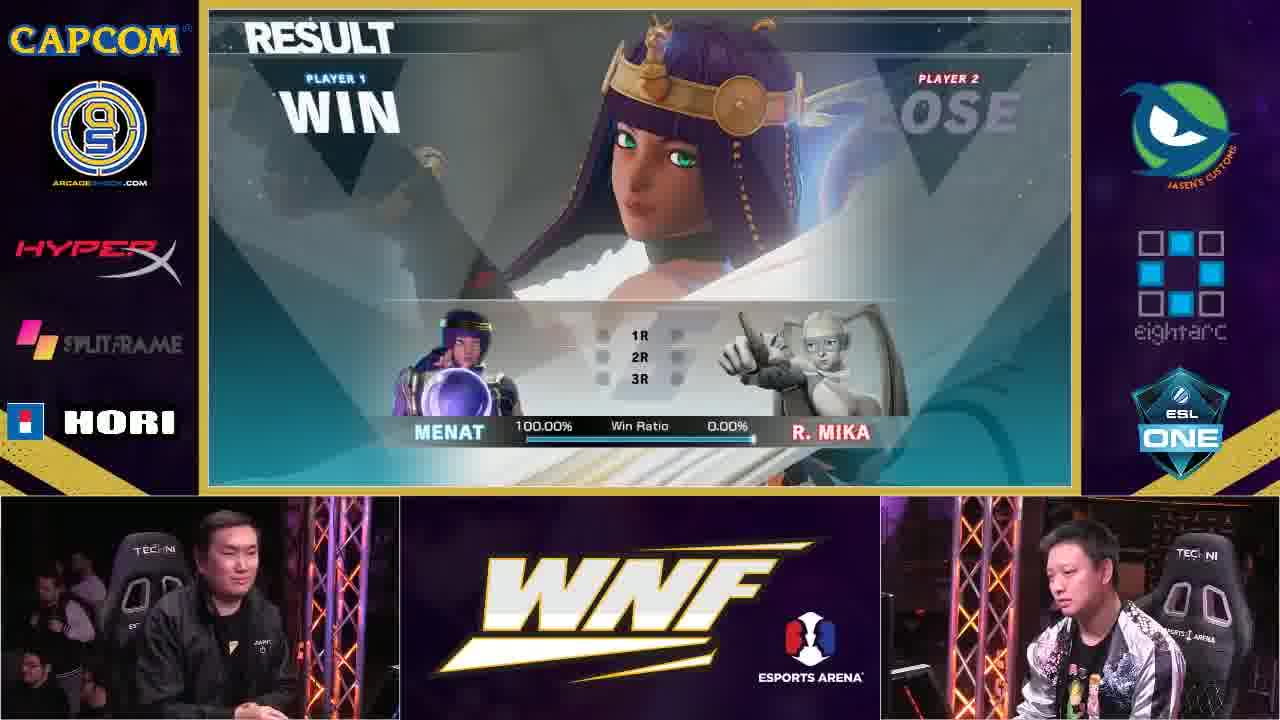 CAPCOM
ARCADESHOCK.COM
HYPERX
SPLITFRAME
HORI
RESULT
PLAYER 1
WIN
PLAYER 2
LOSE
1R
2R
3R
MENAT
100.00%
Win Ratio
0.00%
R. MIKA
JASEN'S CUSTOMS
eightarc
ESL
ONE
TECHNI
WNF
ESPORTS ARENA
TECHNI